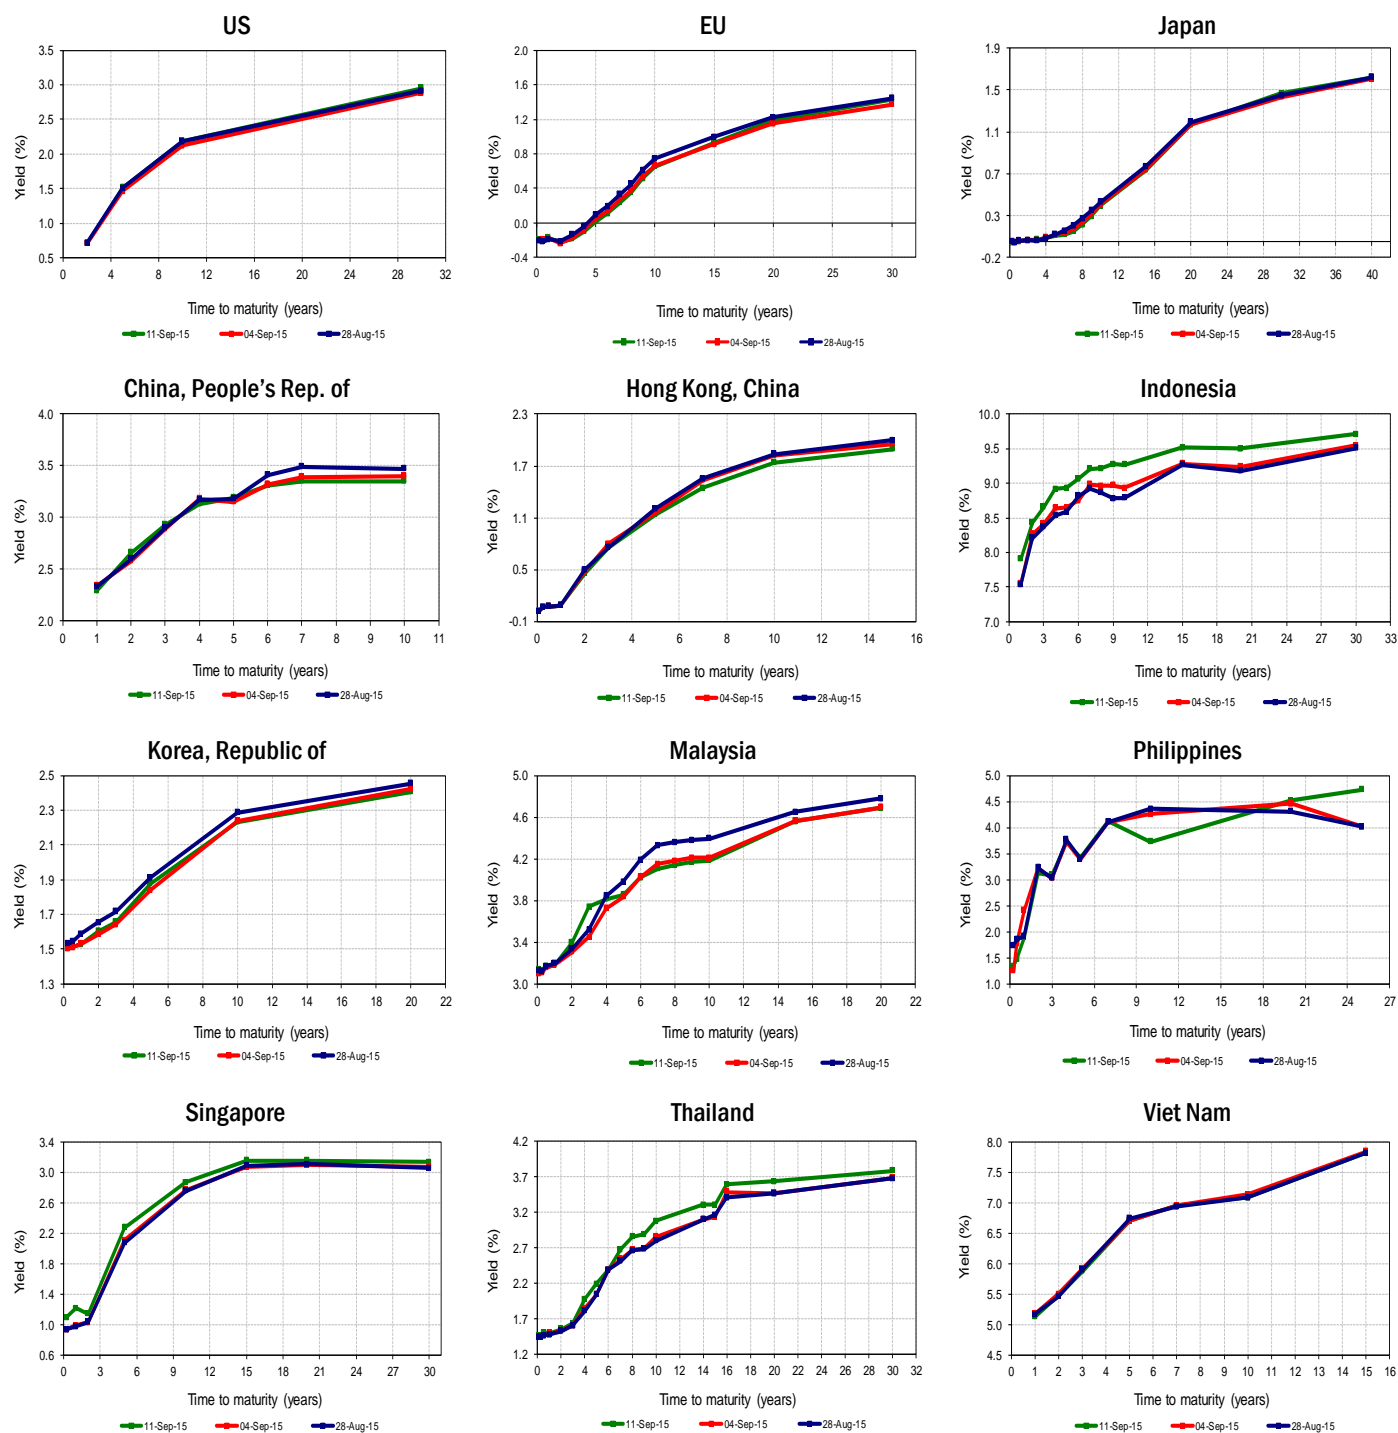 US
EU
Japan
3.5
3.0
2.5
2.0
1.5
1.0
0.5
Yield (%)
0 4 8 12 16 20 24 28 32
Time to maturity (years)
11-Sep-15 04-Sep-15 28-Aug-15
2.0
1.6
1.2
0.8
0.4
0.0
-0.4
Yield (%)
0 5 10 15 20 25 30
Time to maturity (years)
11-Sep-15 04-Sep-15 28-Aug-15
1.9
1.5
1.1
0.7
0.3
-0.2
Yield (%)
0 4 8 12 16 20 24 28 32 36 40
Time to maturity (years)
11-Sep-15 04-Sep-15 28-Aug-15
China, People’s Rep. of
Hong Kong, China
Indonesia
4.0
3.5
3.0
2.5
2.0
Yield (%)
0 1 2 3 4 5 6 7 8 9 10 11
Time to maturity (years)
11-Sep-15 04-Sep-15 28-Aug-15
2.3
1.7
1.1
0.5
-0.1
Yield (%)
0 2 4 6 8 10 12 14 16
Time to maturity (years)
11-Sep-15 04-Sep-15 28-Aug-15
10.0
9.5
9.0
8.5
8.0
7.5
7.0
Yield (%)
0 3 6 9 12 15 18 21 24 27 30 33
Time to maturity (years)
11-Sep-15 04-Sep-15 28-Aug-15
Korea, Republic of
Malaysia
Philippines
2.5
2.3
2.1
1.9
1.7
1.5
1.3
Yield (%)
0 2 4 6 8 10 12 14 16 18 20 22
Time to maturity (years)
11-Sep-15 04-Sep-15 28-Aug-15
5.0
4.6
4.2
3.8
3.4
3.0
Yield (%)
0 2 4 6 8 10 12 14 16 18 20 22
Time to maturity (years)
11-Sep-15 04-Sep-15 28-Aug-15
5.0
4.5
4.0
3.5
3.0
2.5
2.0
1.5
1.0
Yield (%)
0 3 6 9 12 15 18 21 24 27
Time to maturity (years)
11-Sep-15 04-Sep-15 28-Aug-15
Singapore
Thailand
Viet Nam
3.4
3.0
2.6
2.2
1.8
1.4
1.0
0.6
Yield (%)
0 3 6 9 12 15 18 21 24 27 30
Time to maturity (years)
11-Sep-15 04-Sep-15 28-Aug-15
4.2
3.7
3.2
2.7
2.2
1.7
1.2
Yield (%)
0 2 4 6 8 10 12 14 16 18 20 22 24 26 28 30 32
Time to maturity (years)
11-Sep-15 04-Sep-15 28-Aug-15
8.0
7.5
7.0
6.5
6.0
5.5
5.0
4.5
Yield (%)
0 1 2 3 4 5 6 7 8 9 10 11 12 13 14 15 16
Time to maturity (years)
11-Sep-15 04-Sep-15 28-Aug-15